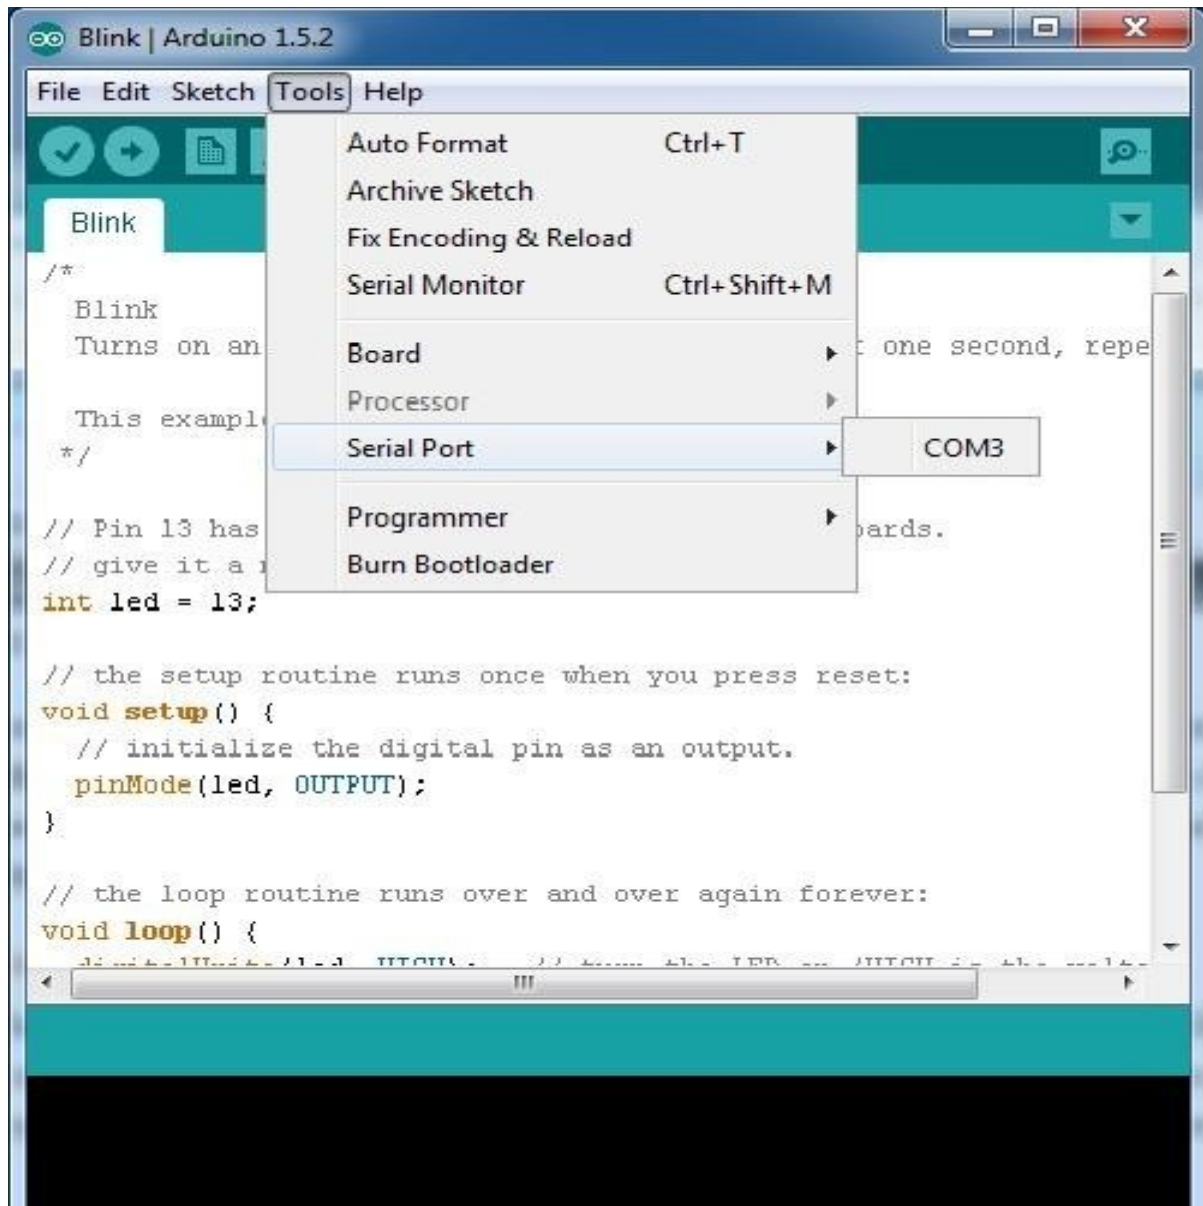 Blink | Arduino 1.5.2
File Edit Sketch Tools Help
Auto Format Ctrl+T
Archive Sketch
Fix Encoding & Reload
Serial Monitor Ctrl+Shift+M
Board
Processor
Serial Port
COM3
Programmer
Burn Bootloader
Blink
/*
Blink
Turns on an one second, repe
This exampl
*/
// Pin 13 has oards.
// give it a
int led = 13;
// the setup routine runs once when you press reset:
void setup() {
// initialize the digital pin as an output.
pinMode(led, OUTPUT);
}
// the loop routine runs over and over again forever:
void loop() {